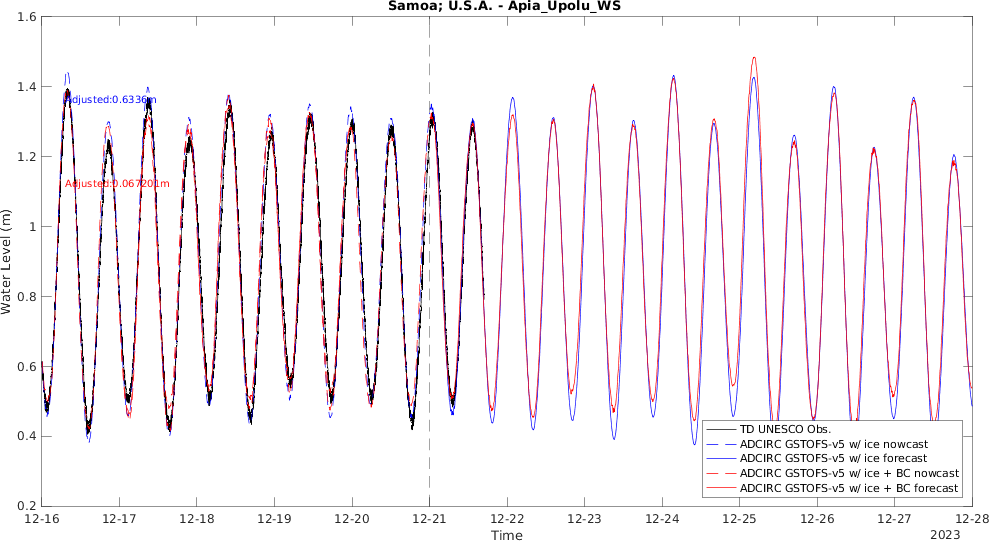 Samoa; U.S.A. - Apia_Upolu_WS
1.6
1.4
1.2
1
0.8
0.6
0.4
0.2
Water Level (m)
Adjusted:0.6336m
Adjusted:0.067201m
TD UNESCO Obs.
ADCIRC GSTOFS-v5 w/ ice nowcast
ADCIRC GSTOFS-v5 w/ ice forecast
ADCIRC GSTOFS-v5 w/ ice + BC nowcast
ADCIRC GSTOFS-v5 w/ ice + BC forecast
12-16 12-17 12-18 12-19 12-20 12-21 12-22 12-23 12-24 12-25 12-26 12-27 12-28
Time
2023